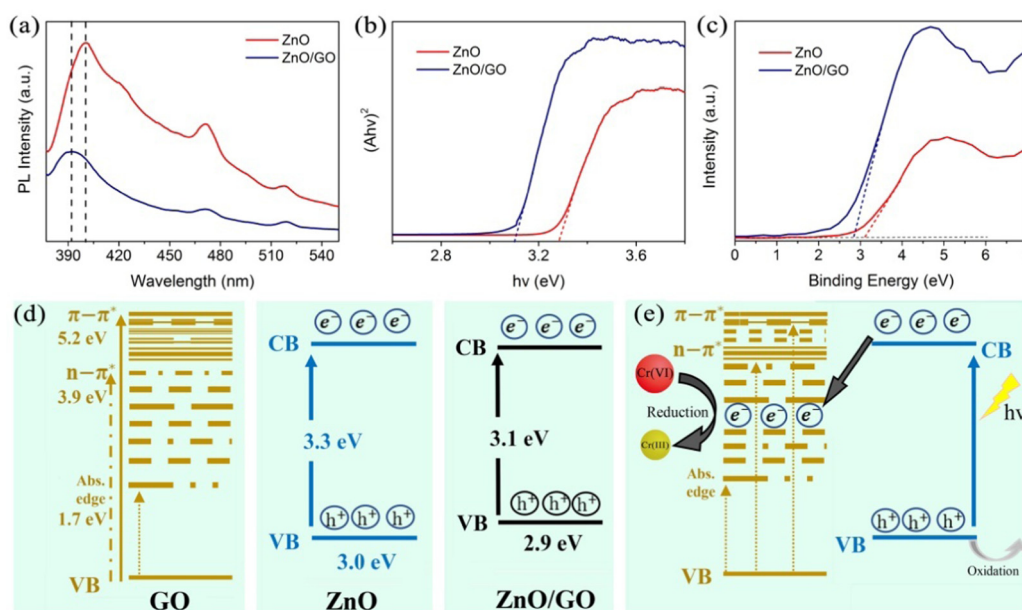 (a)
ZnO
ZnO/GO
PL Intensity (a.u.)
390 420 450 480 510 540
Wavelength (nm)
(b)
ZnO
ZnO/GO
(Ahv)²
2.8 3.2 3.6
hv (eV)
(c)
ZnO
ZnO/GO
Intensity (a.u.)
0 1 2 3 4 5 6 7
Binding Energy (eV)
(d)
π−π*
5.2 eV
n−π*
3.9 eV
Abs.
edge
1.7 eV
VB
GO
e⁻ e⁻ e⁻
CB
3.3 eV
h⁺ h⁺ h⁺
VB
3.0 eV
ZnO
e⁻ e⁻ e⁻
CB
3.1 eV
h⁺ h⁺ h⁺
VB
2.9 eV
ZnO/GO
(e)
π−π*
n−π*
Cr(VI)
Reduction
Cr(III)
e⁻ e⁻ e⁻
Abs.
edge
VB
e⁻ e⁻ e⁻
CB
hν
h⁺ h⁺ h⁺
VB
Oxidation